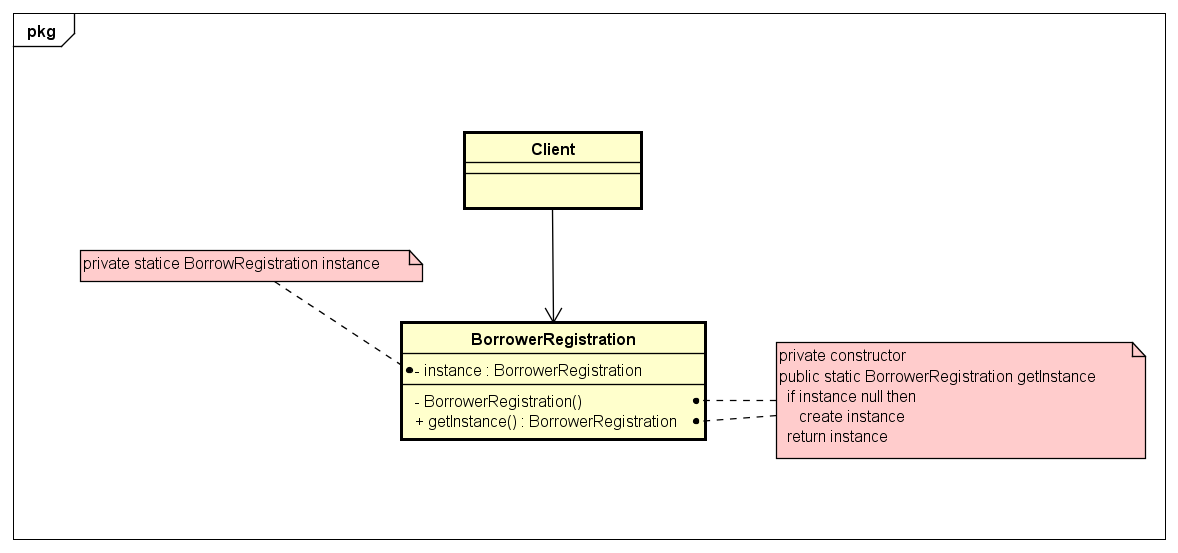 pkg
Client
private statice BorrowRegistration instance
BorrowerRegistration
- instance : BorrowerRegistration
- BorrowerRegistration()
+ getInstance() : BorrowerRegistration
private constructor
public static BorrowerRegistration getInstance
if instance null then
create instance
return instance